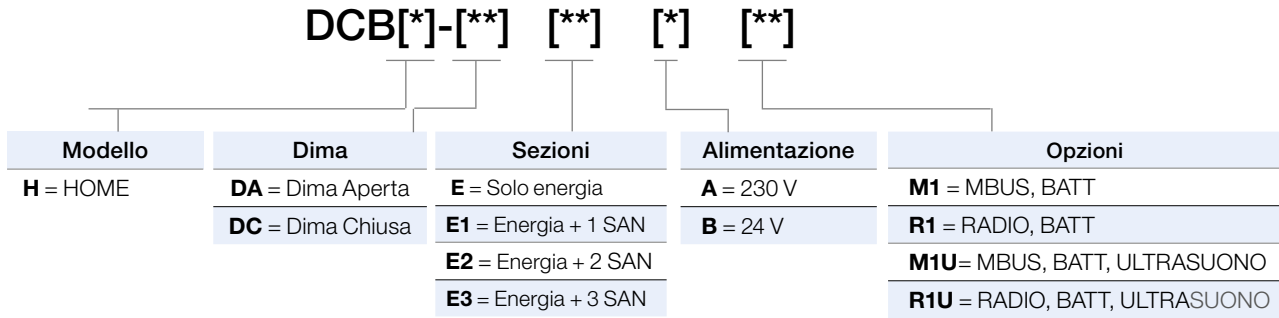 DCB[*]-[**] [**] [*] [**]
Modello Dima Sezioni Alimentazione Opzioni
H = HOME DA = Dima Aperta E = Solo energia A = 230 V M1 = MBUS, BATT
DC = Dima Chiusa E1 = Energia + 1 SAN B = 24 V R1 = RADIO, BATT
E2 = Energia + 2 SAN M1U= MBUS, BATT, ULTRASUONO
E3 = Energia + 3 SAN R1U = RADIO, BATT, ULTRASUONO